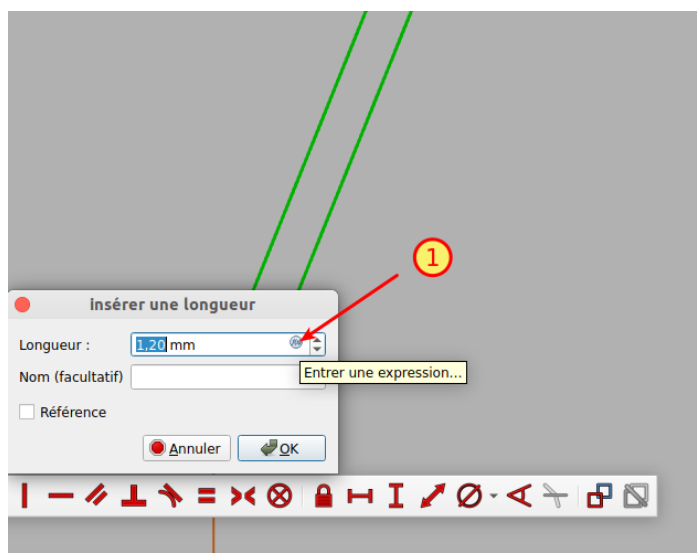 1
insérer une longueur
Longueur : 1,20 mm
Entrer une expression...
Nom (facultatif)
Référence
Annuler OK